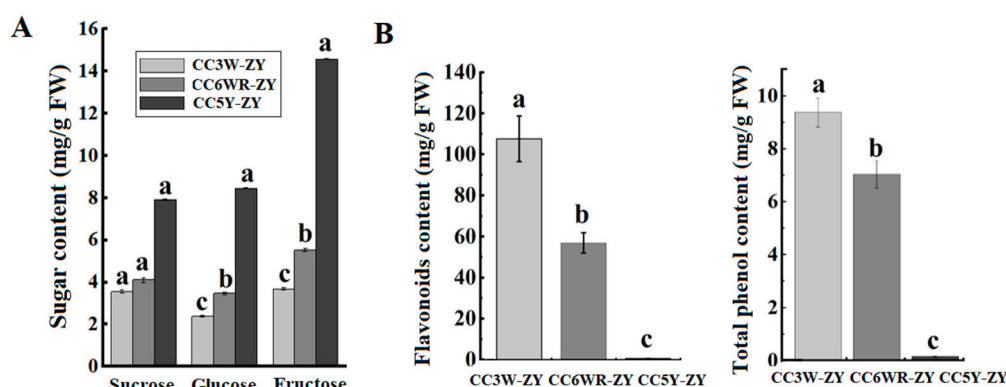 A
Sugar content (mg/g FW)
16
14
12
10
8
6
4
2
0
CC3W-ZY
CC6WR-ZY
CC5Y-ZY
a a a
c b a
c b a
Sucrose Glucose Fructose
B
Flavonoids content (mg/g FW)
140
120
100
80
60
40
20
0
a
b
c
CC3W-ZY CC6WR-ZY CC5Y-ZY
Total phenol content (mg/g FW)
10
8
6
4
2
0
a
b
c
CC3W-ZY CC6WR-ZY CC5Y-ZY